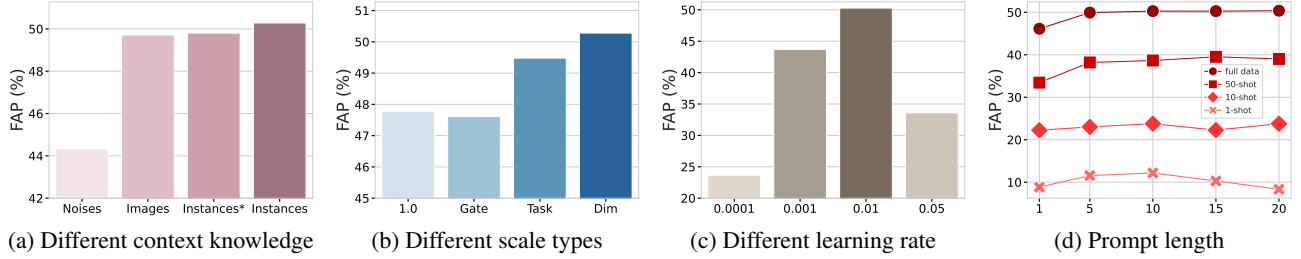 FAP (%)
50
48
46
44
42
Noises Images Instances* Instances
(a) Different context knowledge
FAP (%)
51
50
49
48
47
46
45
1.0 Gate Task Dim
(b) Different scale types
FAP (%)
50
45
40
35
30
25
20
0.0001 0.001 0.01 0.05
(c) Different learning rate
FAP (%)
50
40
30
20
10
full data
50-shot
10-shot
1-shot
1 5 10 15 20
(d) Prompt length